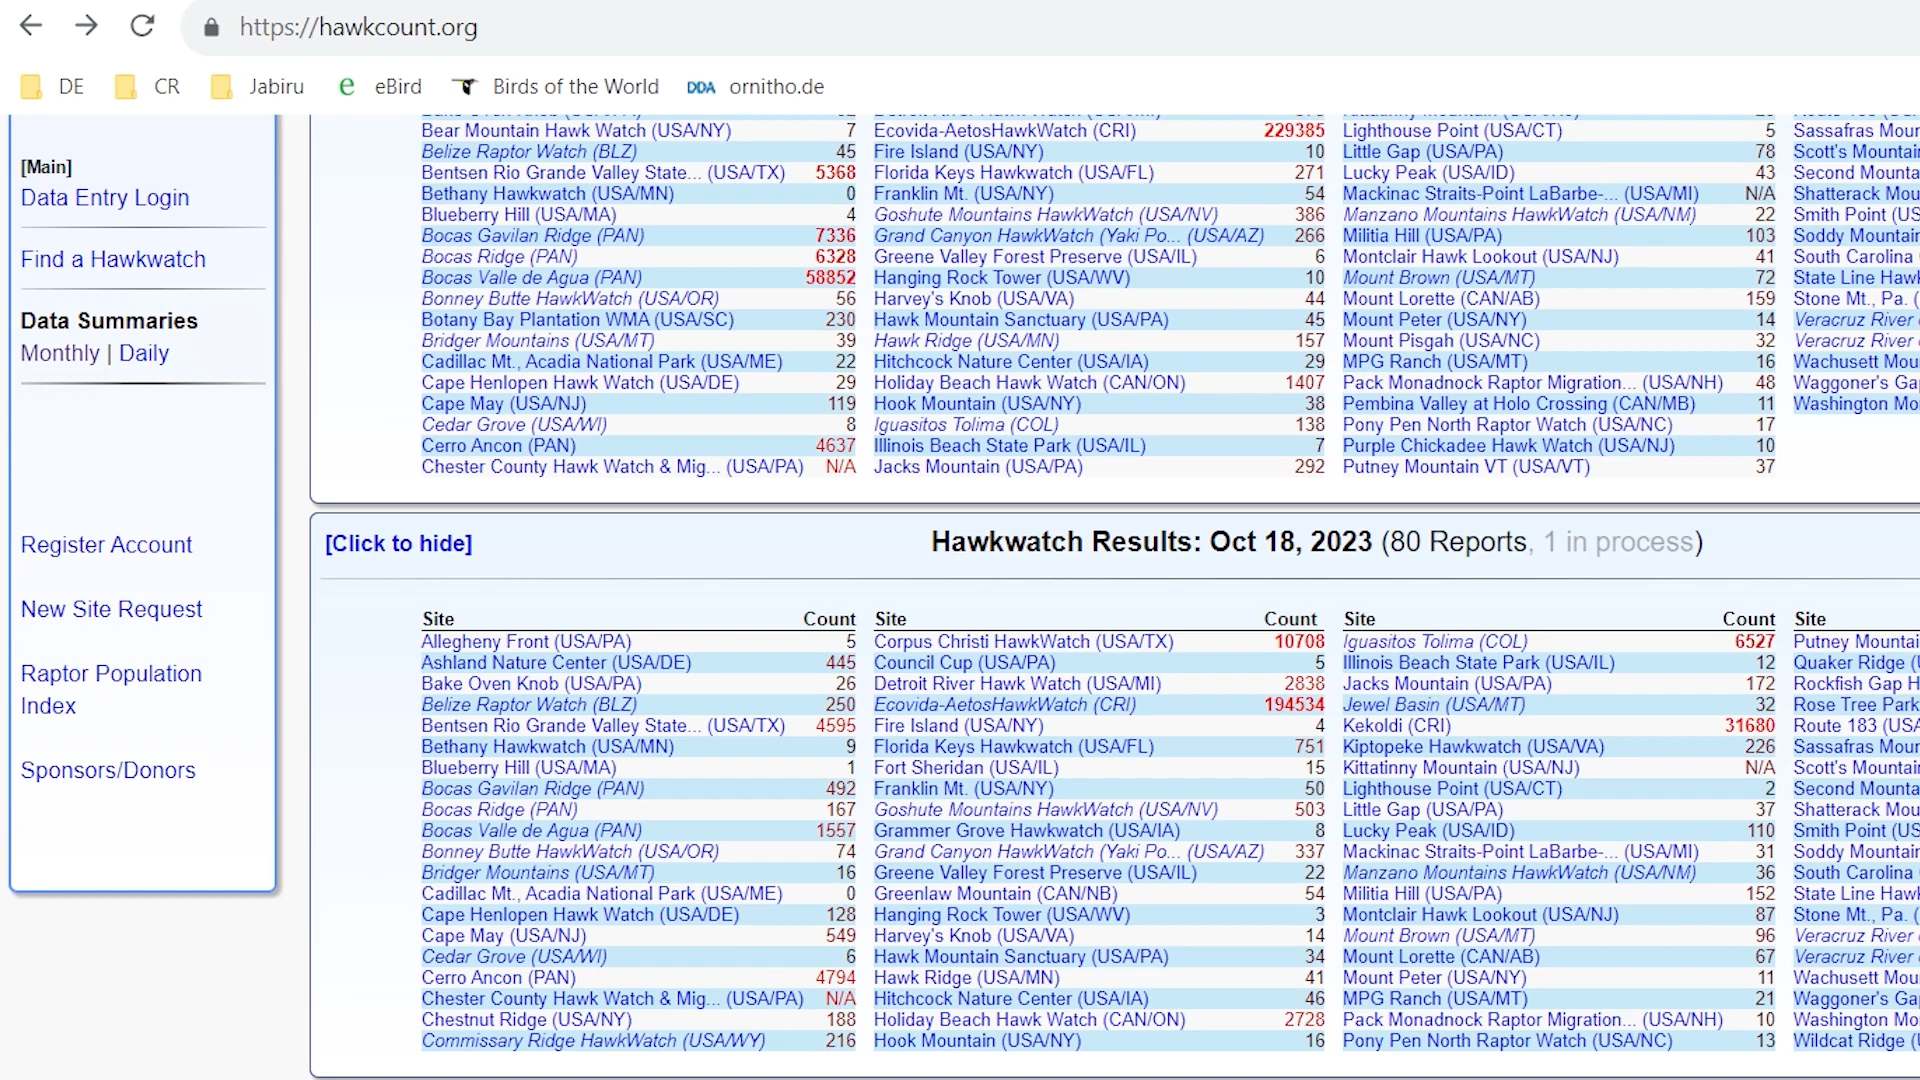 https://hawkcount.org
DE CR Jabiru eBird Birds of the World DDA ornitho.de
[Main]
Data Entry Login
Find a Hawkwatch
Data Summaries
Monthly | Daily
Register Account
New Site Request
Raptor Population
Index
Sponsors/Donors
Bear Mountain Hawk Watch (USA/NY) 7 Ecovida-AetosHawkWatch (CRI) 229385 Lighthouse Point (USA/CT) 5 Sassafras
Belize Raptor Watch (BLZ) 45 Fire Island (USA/NY) 10 Little Gap (USA/PA) 78 Scott's Mountain
Bentsen Rio Grande Valley State... (USA/TX) 5368 Florida Keys Hawkwatch (USA/FL) 271 Lucky Peak (USA/ID) 43 Second
Bethany Hawkwatch (USA/MN) 0 Franklin Mt. (USA/NY) 54 Mackinac Straits-Point LaBarbe-... (USA/MI) N/A Shatterack
Blueberry Hill (USA/MA) 4 Goshute Mountains HawkWatch (USA/NV) 386 Manzano Mountains HawkWatch (USA/NM) 22 Smith Point (US
Bocas Gavilan Ridge (PAN) 7336 Grand Canyon HawkWatch (Yaki Po... (USA/AZ) 266 Militia Hill (USA/PA) 103 Soddy Mountain
Bocas Ridge (PAN) 6328 Greene Valley Forest Preserve (USA/IL) 6 Montclair Hawk Lookout (USA/NJ) 41 South Carolina
Bocas Valle de Agua (PAN) 58852 Hanging Rock Tower (USA/WV) 10 Mount Brown (USA/MT) 72 State Line
Bonney Butte HawkWatch (USA/OR) 56 Harvey's Knob (USA/VA) 44 Mount Lorette (CAN/AB) 159 Stone Mt., Pa. (
Botany Bay Plantation WMA (USA/SC) 230 Hawk Mountain Sanctuary (USA/PA) 45 Mount Peter (USA/NY) 14 Veracruz River
Bridger Mountains (USA/MT) 39 Hawk Ridge (USA/MN) 157 Mount Pisgah (USA/NC) 32 Veracruz River
Cadillac Mt., Acadia National Park (USA/ME) 22 Hitchcock Nature Center (USA/IA) 29 MPG Ranch (USA/MT) 16 Wachusett
Cape Henlopen Hawk Watch (USA/DE) 29 Holiday Beach Hawk Watch (CAN/ON) 1407 Pack Monadnock Raptor Migration... (USA/NH) 48 Waggoner's
Cape May (USA/NJ) 119 Hook Mountain (USA/NY) 38 Pembina Valley at Holo Crossing (CAN/MB) 11 Washington
Cedar Grove (USA/WI) 8 Iguasitos Tolima (COL) 138 Pony Pen North Raptor Watch (USA/NC) 17
Cerro Ancon (PAN) 4637 Illinois Beach State Park (USA/IL) 7 Purple Chickadee Hawk Watch (USA/NJ) 10
Chester County Hawk Watch & Mig... (USA/PA) N/A Jacks Mountain (USA/PA) 292 Putney Mountain VT (USA/VT) 37
[Click to hide] Hawkwatch Results: Oct 18, 2023 (80 Reports, 1 in process)
Site Count Site Count Site Count Site
Allegheny Front (USA/PA) 5 Corpus Christi HawkWatch (USA/TX) 10708 Iguasitos Tolima (COL) 6527 Putney
Ashland Nature Center (USA/DE) 445 Council Cup (USA/PA) 5 Illinois Beach State Park (USA/IL) 12 Quaker Ridge (
Bake Oven Knob (USA/PA) 26 Detroit River Hawk Watch (USA/MI) 2838 Jacks Mountain (USA/PA) 172 Rockfish Gap
Belize Raptor Watch (BLZ) 250 Ecovida-AetosHawkWatch (CRI) 194534 Jewel Basin (USA/MT) 32 Rose Tree Park
Bentsen Rio Grande Valley State... (USA/TX) 4595 Fire Island (USA/NY) 4 Kekoldi (CRI) 31680 Route 183
Bethany Hawkwatch (USA/MN) 9 Florida Keys Hawkwatch (USA/FL) 751 Kiptopeke Hawkwatch (USA/VA) 226 Sassafras
Blueberry Hill (USA/MA) 1 Fort Sheridan (USA/IL) 15 Kittatinny Mountain (USA/NJ) N/A Scott's Mountain
Bocas Gavilan Ridge (PAN) 492 Franklin Mt. (USA/NY) 50 Lighthouse Point (USA/CT) 2 Second
Bocas Ridge (PAN) 167 Goshute Mountains HawkWatch (USA/NV) 503 Little Gap (USA/PA) 37 Shatterack
Bocas Valle de Agua (PAN) 1557 Grammer Grove Hawkwatch (USA/IA) 8 Lucky Peak (USA/ID) 110 Smith Point (US
Bonney Butte HawkWatch (USA/OR) 74 Grand Canyon HawkWatch (Yaki Po... (USA/AZ) 337 Mackinac Straits-Point LaBarbe-... (USA/MI) 31 Soddy Mountain
Bridger Mountains (USA/MT) 16 Greene Valley Forest Preserve (USA/IL) 22 Manzano Mountains HawkWatch (USA/NM) 36 South Carolina
Cadillac Mt., Acadia National Park (USA/ME) 0 Greenlaw Mountain (CAN/NB) 54 Militia Hill (USA/PA) 152 State Line
Cape Henlopen Hawk Watch (USA/DE) 128 Hanging Rock Tower (USA/WV) 3 Montclair Hawk Lookout (USA/NJ) 87 Stone Mt., Pa. (
Cape May (USA/NJ) 549 Harvey's Knob (USA/VA) 14 Mount Brown (USA/MT) 96 Veracruz River
Cedar Grove (USA/WI) 6 Hawk Mountain Sanctuary (USA/PA) 34 Mount Lorette (CAN/AB) 67 Veracruz River
Cerro Ancon (PAN) 4794 Hawk Ridge (USA/MN) 41 Mount Peter (USA/NY) 11 Wachusett
Chester County Hawk Watch & Mig... (USA/PA) N/A Hitchcock Nature Center (USA/IA) 46 MPG Ranch (USA/MT) 21 Waggoner's
Chestnut Ridge (USA/NY) 188 Holiday Beach Hawk Watch (CAN/ON) 2728 Pack Monadnock Raptor Migration... (USA/NH) 10 Washington
Commissary Ridge HawkWatch (USA/WY) 216 Hook Mountain (USA/NY) 16 Pony Pen North Raptor Watch (USA/NC) 13 Wildcat Ridge (